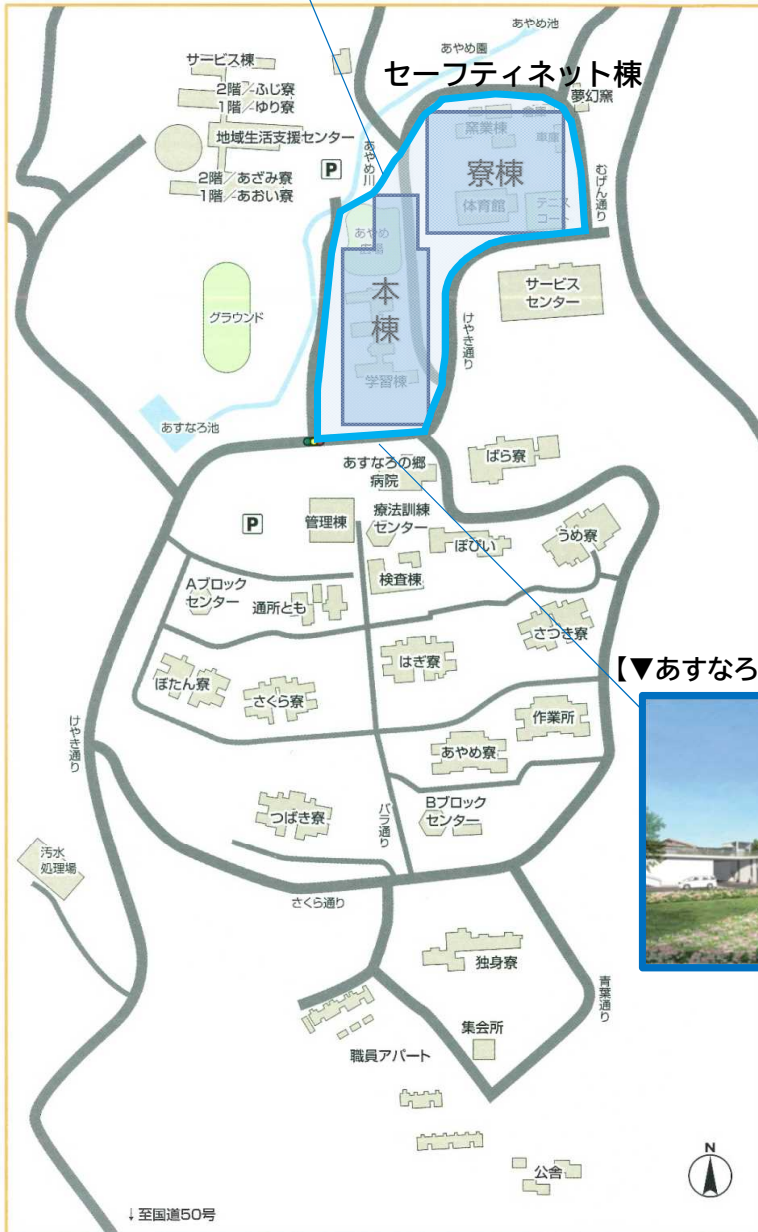 あやめ池
あやめ園
サービス棟
セーフティネット棟
2階/ふじ寮
1階/ゆり寮
夢幻窯
倉庫
窯業棟
車庫
地域生活支援センター
あやめ川
P
寮棟
むげん通り
2階/あざみ寮
1階/あおい寮
体育館
テニス
コート
あやめ
広場
サービス
センター
グラウンド
本
棟
けやき通り
学習棟
あすなろ池
あすなろの郷
病院
ばら寮
P
管理棟
療法訓練
センター
ぽぴい
うめ寮
検査棟
Aブロック
センター
通所とも
さつき寮
はぎ寮
ぼたん寮
さくら寮
【▼あすなろ
作業所
けやき通り
あやめ寮
つばき寮
バラ通り
Bブロック
センター
汚水
処理場
さくら通り
独身寮
青葉通り
集会所
職員アパート
公舎
N
↓至国道50号